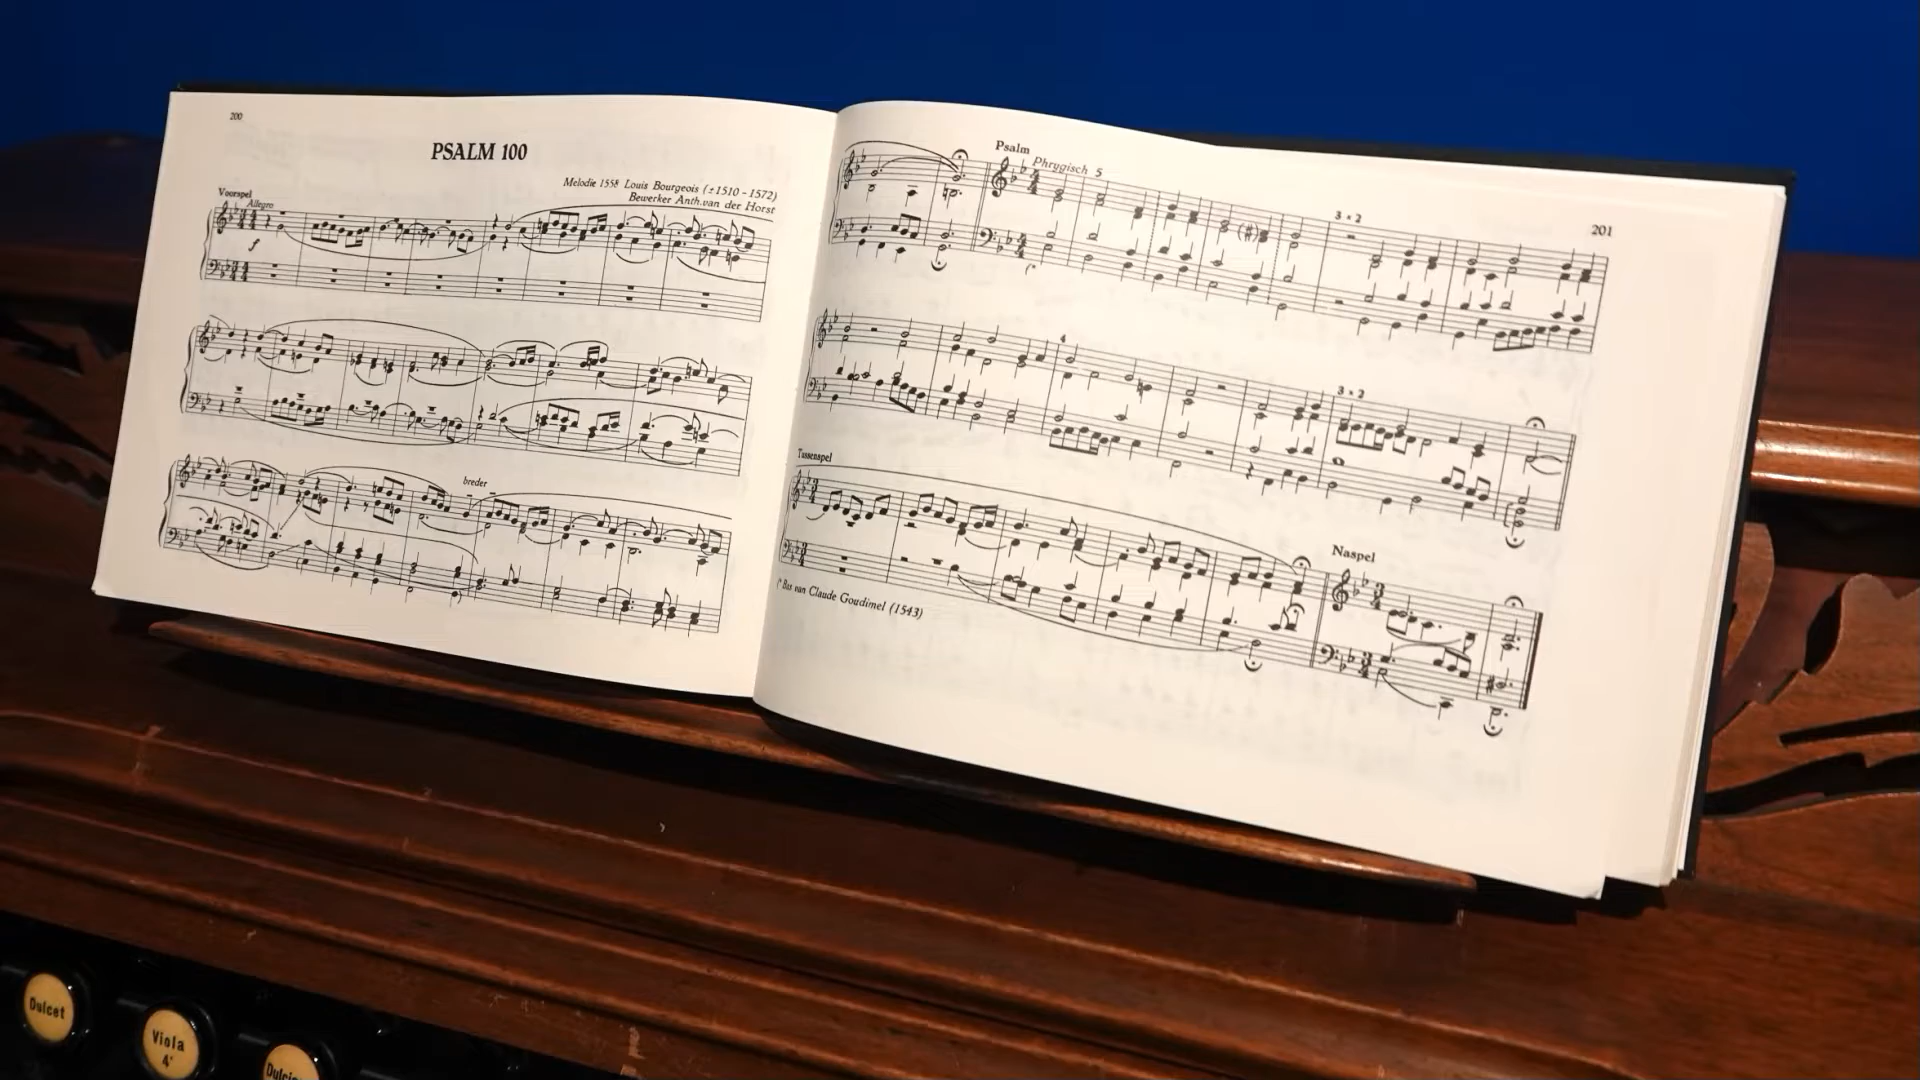 200
PSALM 100
Melodie 1558 Louis Bourgeois (±1510 - 1572)
Bewerker Anth.van der Horst
Voorspel
Allegro
f
breder
201
Psalm
Phrygisch 5
3 × 2
4
3 × 2
Tussenspel
(* Bas van Claude Goudimel (1543)
Naspel
Dulcet
Viola
4'